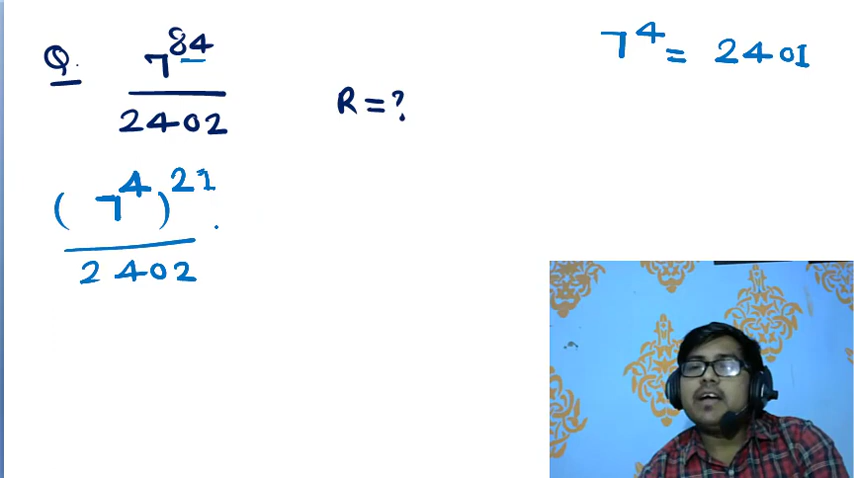 Q. 7^84 / 2402 R = ?
7^4 = 2401
(7^4)^21 / 2402